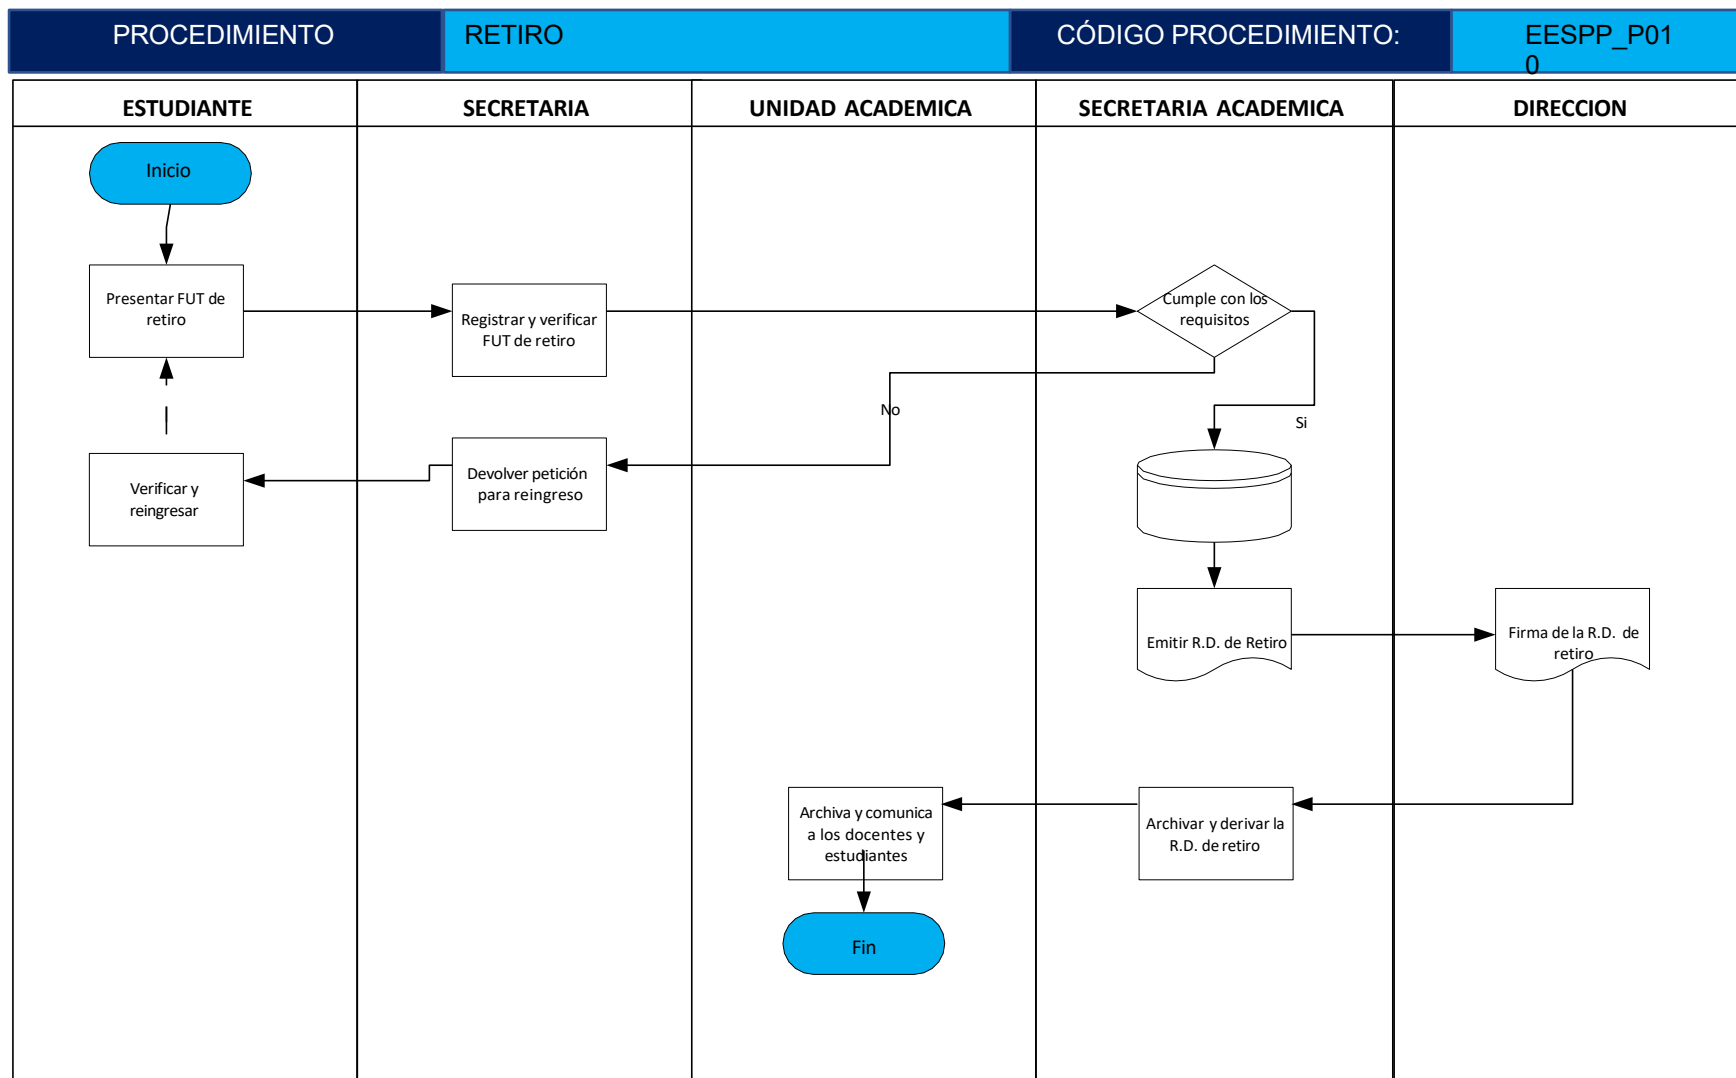 PROCEDIMIENTO
RETIRO
CÓDIGO PROCEDIMIENTO:
EESPP_P01
0
ESTUDIANTE
SECRETARIA
UNIDAD ACADEMICA
SECRETARIA ACADEMICA
DIRECCION
Inicio
Presentar FUT de
retiro
Registrar y verificar
FUT de retiro
Cumple con los
requisitos
No
Si
Devolver petición
para reingreso
Verificar y
reingresar
Emitir R.D. de Retiro
Firma de la R.D. de
retiro
Archiva y comunica
a los docentes y
estudiantes
Archivar y derivar la
R.D. de retiro
Fin